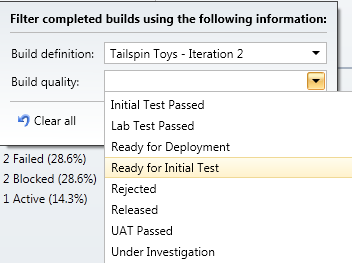 Filter completed builds using the following information:
Build definition: Tailspin Toys - Iteration 2
Build quality:
Initial Test Passed
Lab Test Passed
Ready for Deployment
Ready for Initial Test
Rejected
Released
UAT Passed
Under Investigation
Clear all
2 Failed (28.6%)
2 Blocked (28.6%)
1 Active (14.3%)